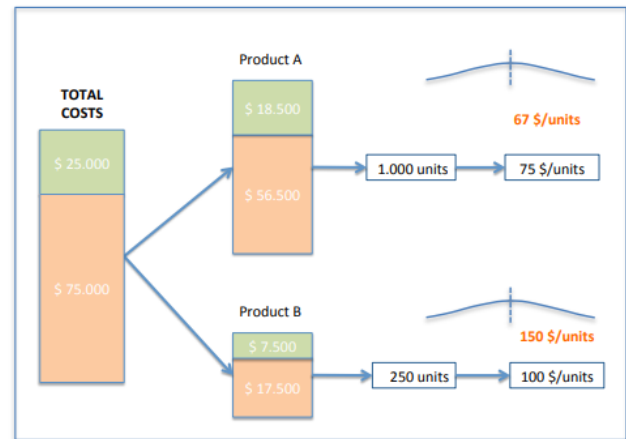 TOTAL
COSTS
$ 25.000
$ 75.000
Product A
$ 18.500
$ 56.500
1.000 units
67 $/units
75 $/units
Product B
$ 7.500
$ 17.500
250 units
150 $/units
100 $/units